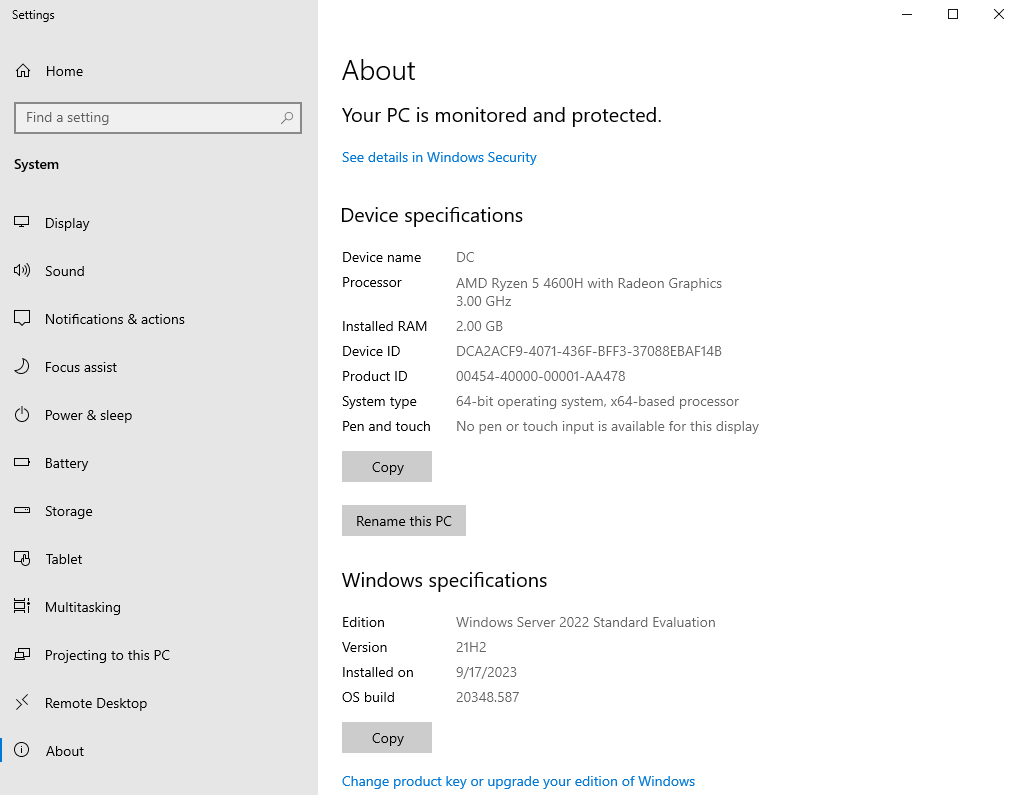 Settings
Home
Find a setting
System
Display
Sound
Notifications & actions
Focus assist
Power & sleep
Battery
Storage
Tablet
Multitasking
Projecting to this PC
Remote Desktop
About
About
Your PC is monitored and protected.
See details in Windows Security
Device specifications
Device name DC
Processor AMD Ryzen 5 4600H with Radeon Graphics
3.00 GHz
Installed RAM 2.00 GB
Device ID DCA2ACF9-4071-436F-BFF3-37088EBAF14B
Product ID 00454-40000-00001-AA478
System type 64-bit operating system, x64-based processor
Pen and touch No pen or touch input is available for this display
Copy
Rename this PC
Windows specifications
Edition Windows Server 2022 Standard Evaluation
Version 21H2
Installed on 9/17/2023
OS build 20348.587
Copy
Change product key or upgrade your edition of Windows